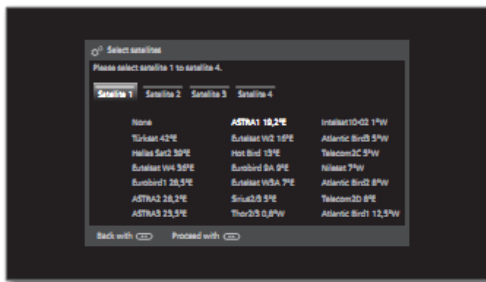 Select satellites
Please select satellite 1 to satellite 4.
Satellite 1 Satellite 2 Satellite 3 Satellite 4
None ASTRA1 19,2°E Intelsat10-02 1°W
Türksat 42°E Eutelsat W2 16°E Atlantic Bird3 5°W
Hellas Sat2 39°E Hot Bird 13°E Telecom2C 5°W
Eutelsat W4 36°E Eurobird 9A 9°E Nilesat 7°W
Eurobird1 28,5°E Eutelsat W3A 7°E Atlantic Bird2 8°W
ASTRA2 28,2°E Sirius2/3 5°E Telecom2D 8°E
ASTRA3 23,5°E Thor2/3 0,8°W Atlantic Bird1 12,5°W
Back with Proceed with